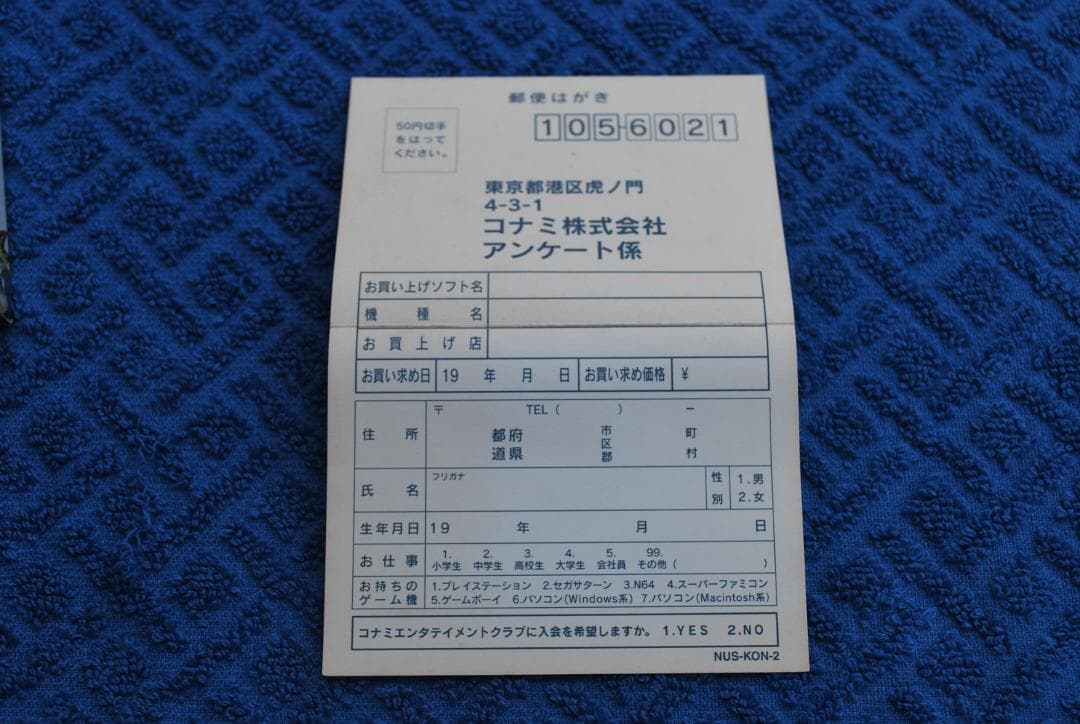 郵便はがき
50円切手
をはって
ください。
105-6021
東京都港区虎ノ門
4-3-1
コナミ株式会社
アンケート係
お買い上げソフト名
機種名
お買上げ店
お買い求め日 19 年 月 日 お買い求め価格 ¥
〒 TEL ( ) ー
住所 都府 市 町
道県 区 村
郡
フリガナ
氏名 性別 1.男 2.女
生年月日 19 年 月 日
お仕事 1.小学生 2.中学生 3.高校生 4.大学生 5.会社員 99.その他( )
お持ちの 1.プレイステーション 2.セガサターン 3.N64 4.スーパーファミコン
ゲーム機 5.ゲームボーイ 6.パソコン(Windows系) 7.パソコン(Macintosh系)
コナミエンタテイメントクラブに入会を希望しますか。 1.YES 2.NO
NUS-KON-2